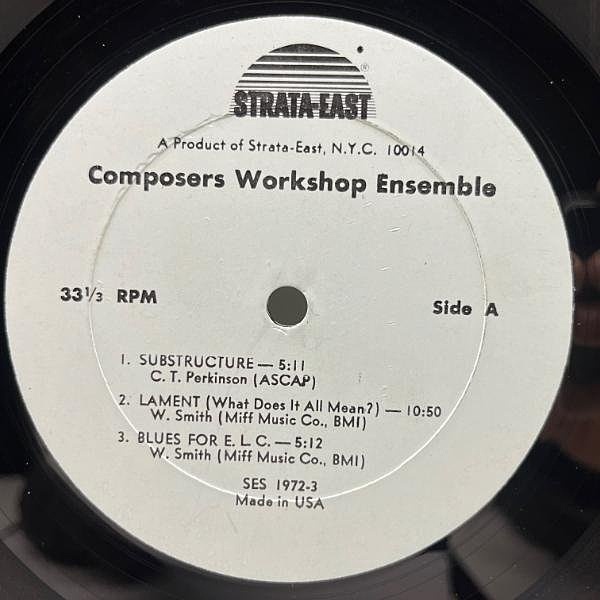 STRATA-EAST
®
A Product of Strata-East, N.Y.C. 10014
Composers Workshop Ensemble
33 1/3 RPM
Side A
1. SUBSTRUCTURE — 5:11
C. T. Perkinson (ASCAP)
2. LAMENT (What Does It All Mean?) — 10:50
W. Smith (Miff Music Co., BMI)
3. BLUES FOR E. L C. — 5:12
W. Smith (Miff Music Co., BMI)
SES 1972-3
Made in USA